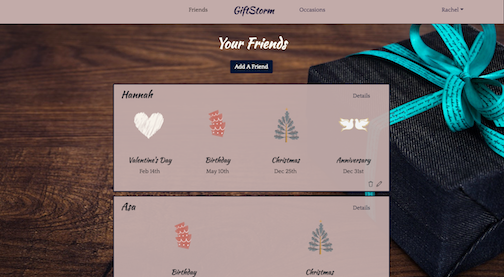 Friends GiftStorm Occasions Rachel
Your Friends
Add A Friend
Hannah Details
Valentine's Day Birthday Christmas Anniversary
Feb 14th May 10th Dec 25th Dec 31st
Asa Details
Birthday Christmas